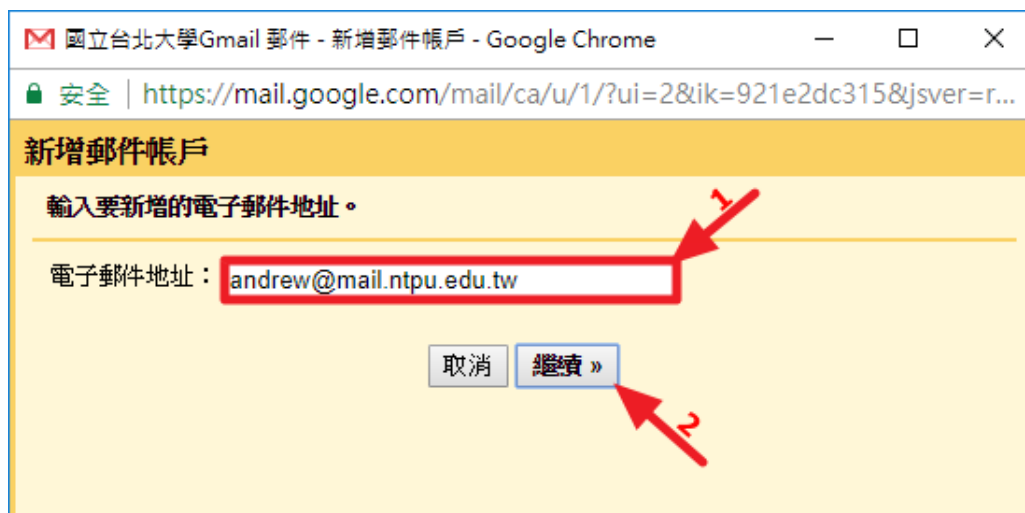 國立台北大學Gmail 郵件 - 新增郵件帳戶 - Google Chrome
安全 | https://mail.google.com/mail/ca/u/1/?ui=2&ik=921e2dc315&jsver=r...
新增郵件帳戶
輸入要新增的電子郵件地址。
1
電子郵件地址： andrew@mail.ntpu.edu.tw
取消 繼續 »
2